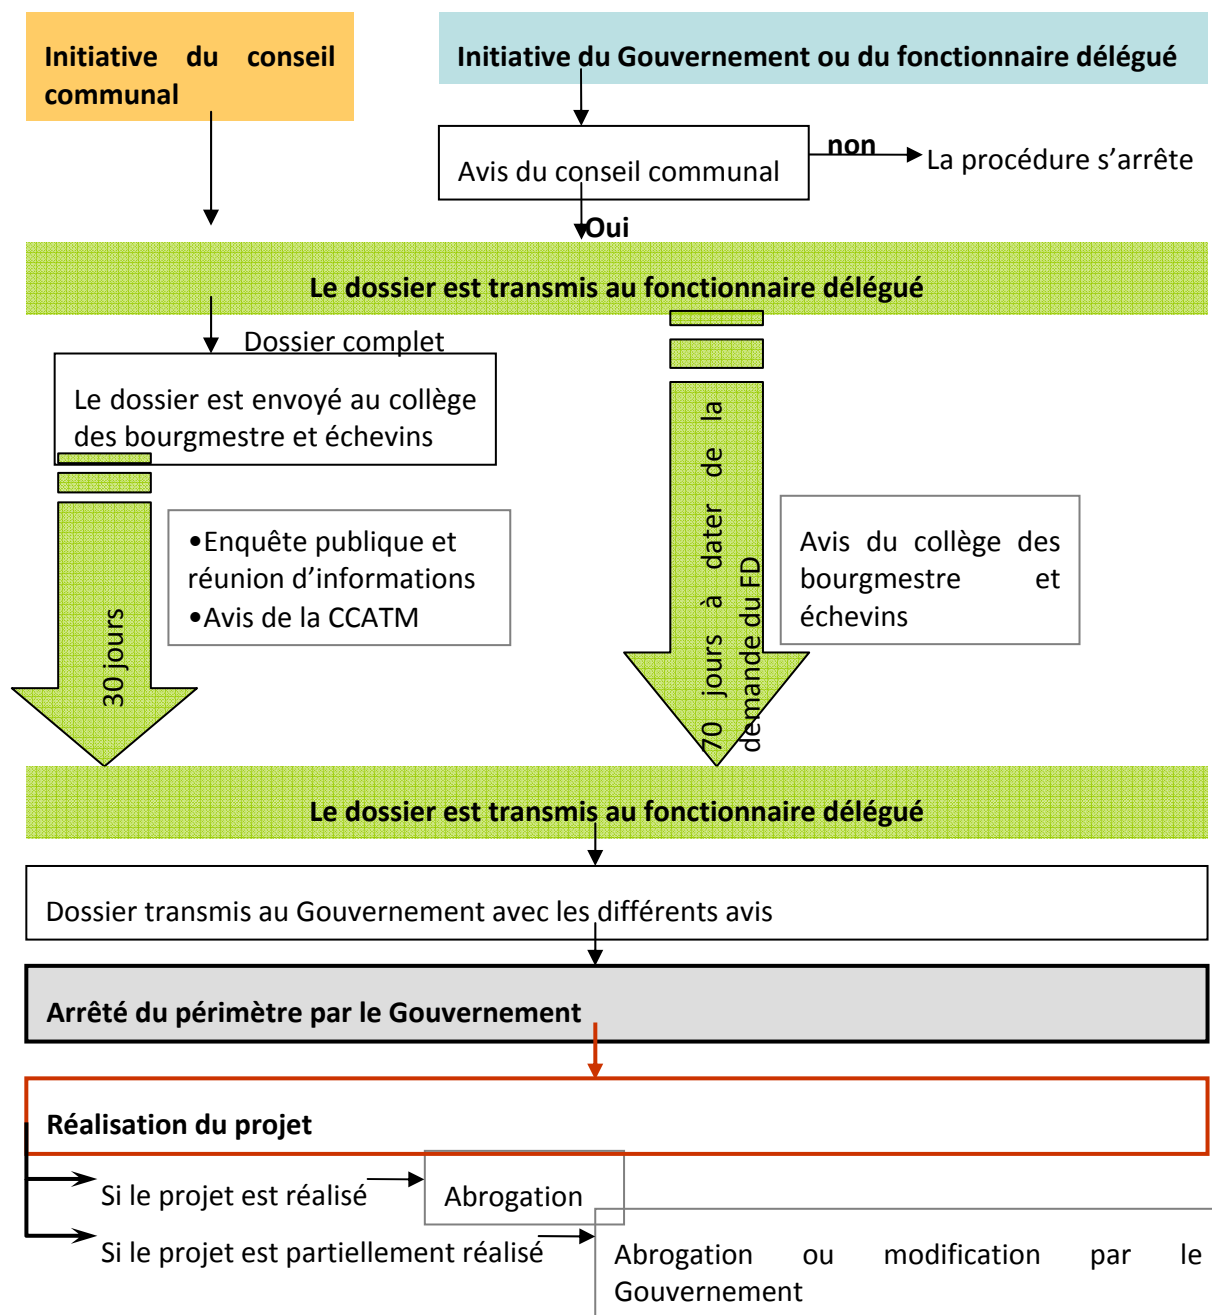 Initiative du conseil
communal
Initiative du Gouvernement ou du fonctionnaire délégué
Avis du conseil communal
non
La procédure s’arrête
Oui
Le dossier est transmis au fonctionnaire délégué
Dossier complet
Le dossier est envoyé au collège
des bourgmestre et échevins
30 jours
•Enquête publique et
réunion d’informations
•Avis de la CCATM
70 jours à dater de la
demande du FD
Avis du collège des
bourgmestre et
échevins
Le dossier est transmis au fonctionnaire délégué
Dossier transmis au Gouvernement avec les différents avis
Arrêté du périmètre par le Gouvernement
Réalisation du projet
Si le projet est réalisé
Abrogation
Si le projet est partiellement réalisé
Abrogation ou modification par le
Gouvernement